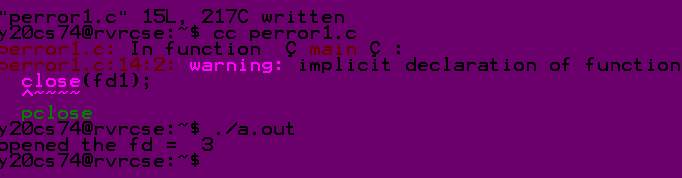 "perror1.c" 15L, 217C written
y20cs74@rvrcse:~$ cc perror1.c
perror1.c: In function Ç main Ç :
perror1.c:14:2: warning: implicit declaration of function
close(fd1);
^~~~~
pclose
y20cs74@rvrcse:~$ ./a.out
opened the fd = 3
y20cs74@rvrcse:~$